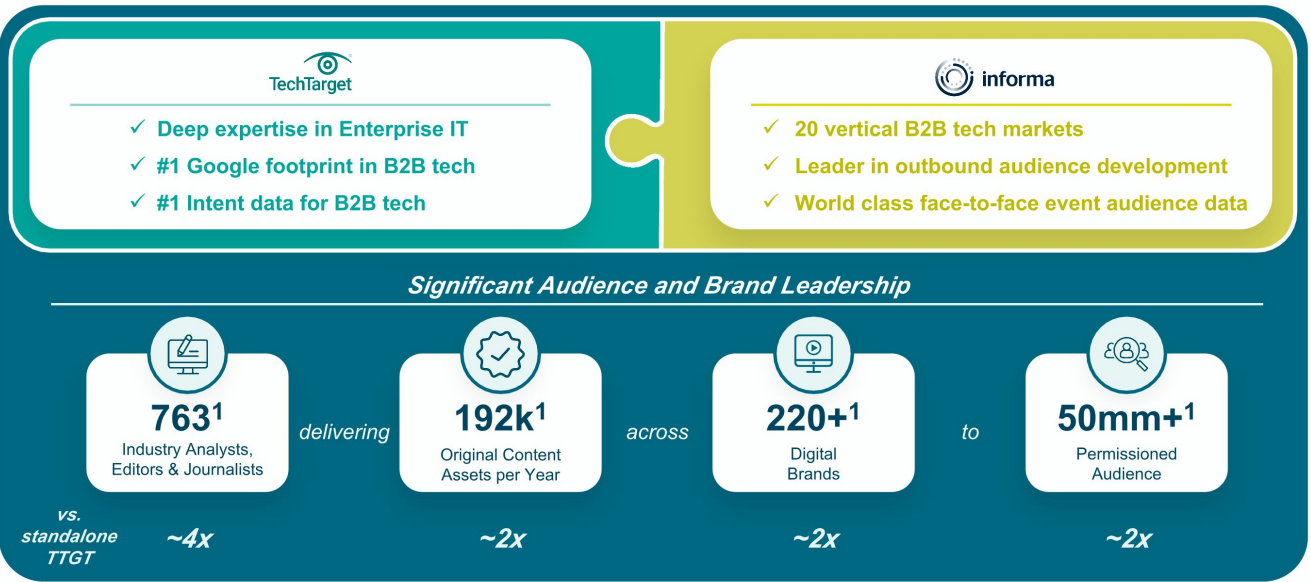 TechTarget
Deep expertise in Enterprise IT
#1 Google footprint in B2B tech
#1 Intent data for B2B tech
informa
20 vertical B2B tech markets
Leader in outbound audience development
World class face-to-face event audience data
Significant Audience and Brand Leadership
763¹
Industry Analysts,
Editors & Journalists
delivering
192k¹
Original Content
Assets per Year
across
220+¹
Digital
Brands
to
50mm+¹
Permissioned
Audience
vs.
standalone
TTGT
~4x
~2x
~2x
~2x